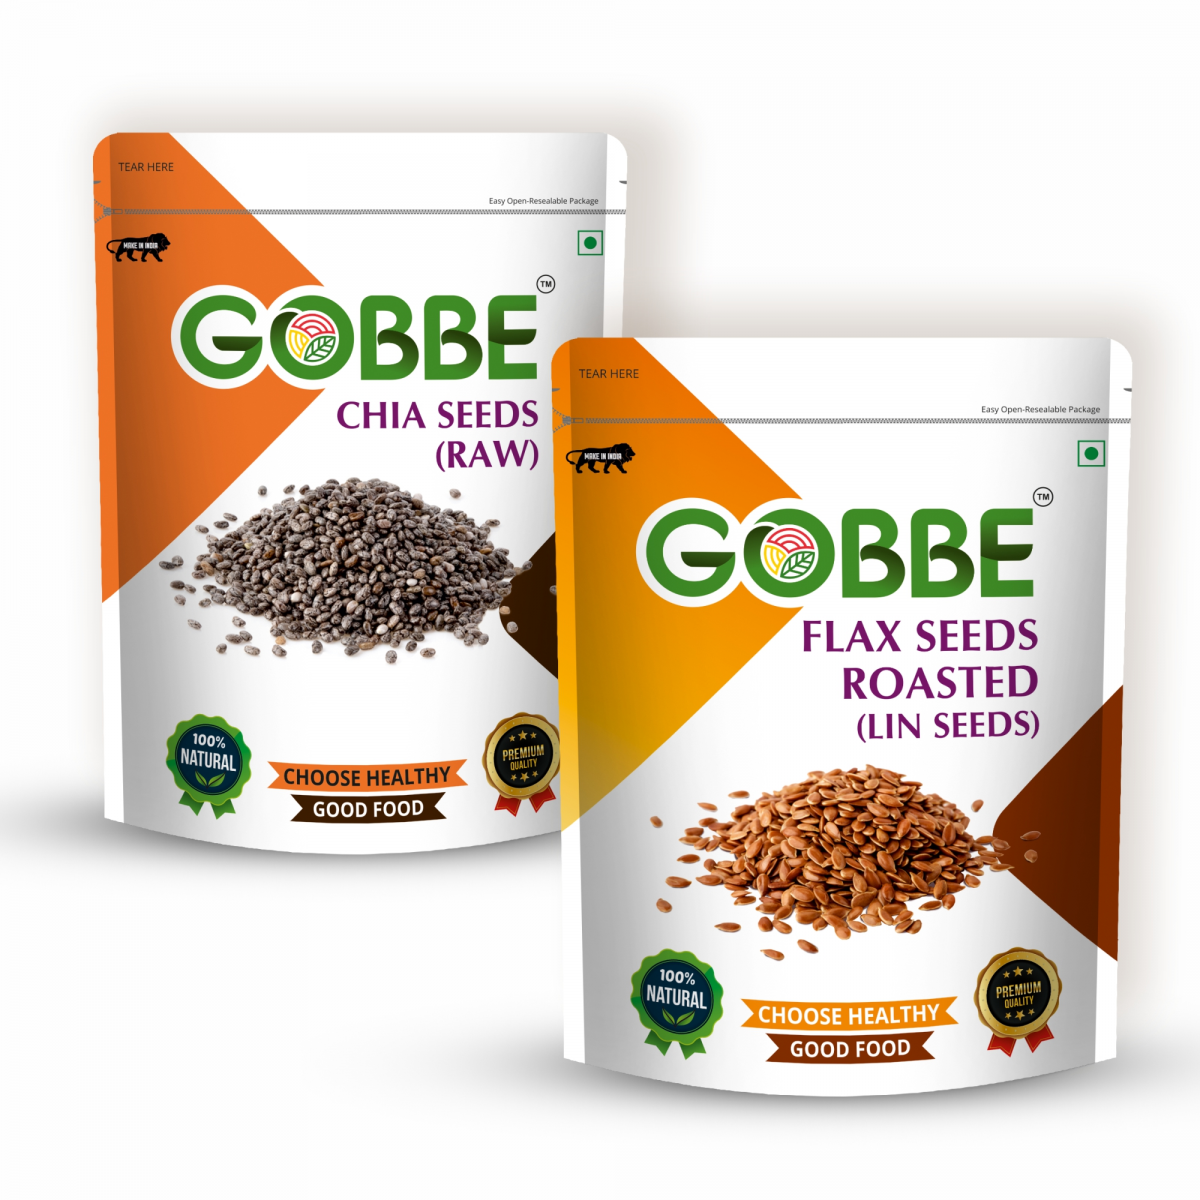 TEAR HERE
Easy Open-Resealable Package
MAKE IN INDIA
TM
GOBBE
CHIA SEEDS
(RAW)
100%
NATURAL
CHOOSE HEALTHY
GOOD FOOD
PREMIUM
QUALITY
TEAR HERE
Easy Open-Resealable Package
MAKE IN INDIA
TM
GOBBE
FLAX SEEDS
ROASTED
(LIN SEEDS)
100%
NATURAL
CHOOSE HEALTHY
GOOD FOOD
PREMIUM
QUALITY